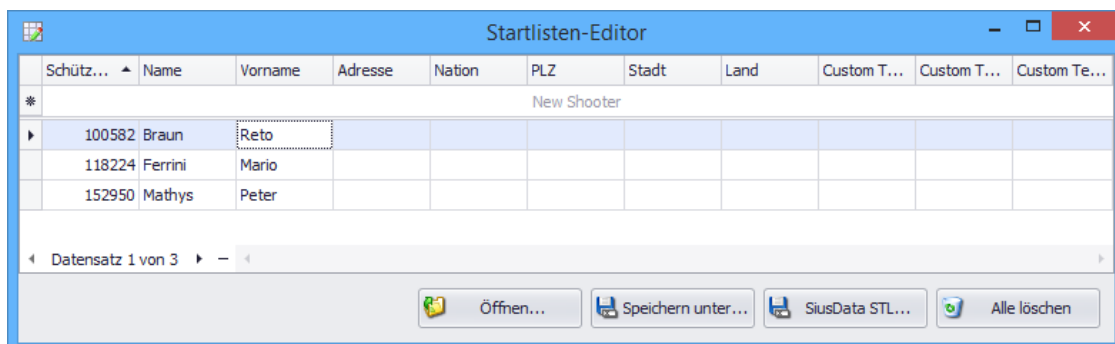 Startlisten-Editor
Schütz... Name Vorname Adresse Nation PLZ Stadt Land Custom T... Custom T... Custom Te...
New Shooter
100582 Braun Reto
118224 Ferrini Mario
152950 Mathys Peter
Datensatz 1 von 3
Öffnen... Speichern unter... SiusData STL... Alle löschen